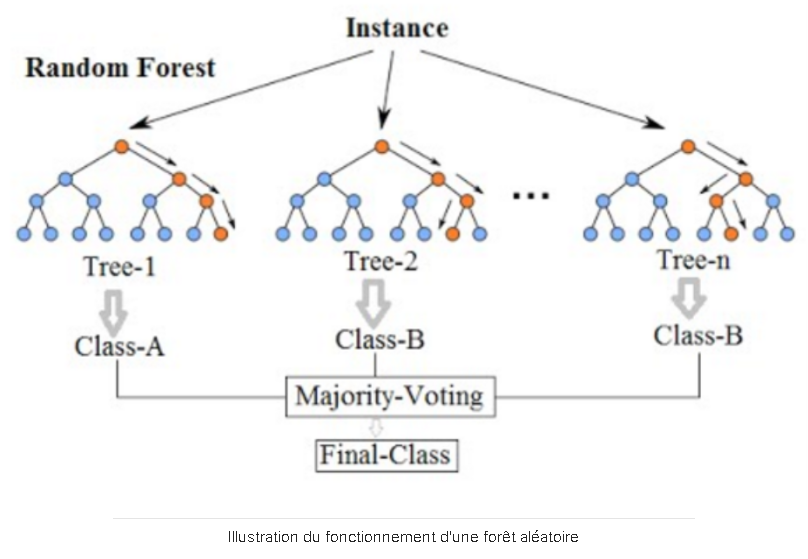 Instance
Random Forest
...
Tree-1
Tree-2
Tree-n
Class-A
Class-B
Class-B
Majority-Voting
Final-Class
Illustration du fonctionnement d'une forêt aléatoire